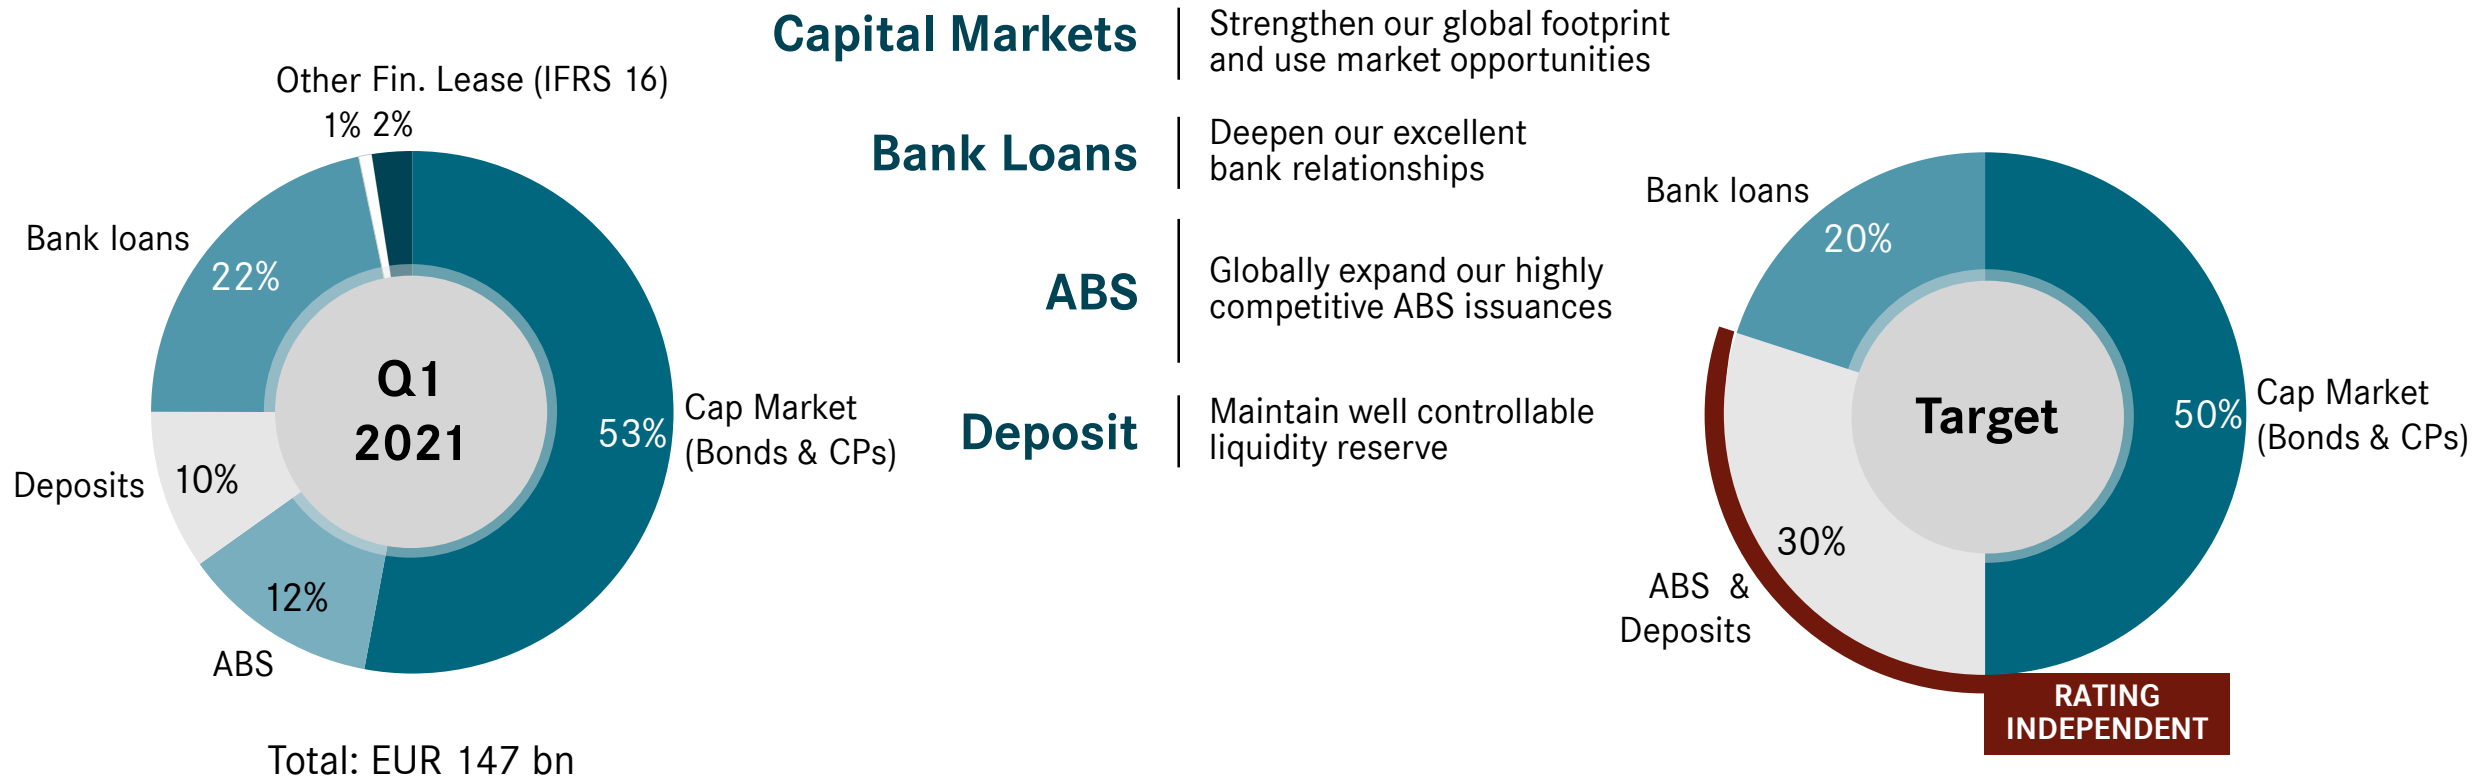 Other Fin. Lease (IFRS 16)
1% 2%
Bank loans
22%
Q1
2021
53%
Cap Market
(Bonds & CPs)
Deposits
10%
12%
ABS
Total: EUR 147 bn
Capital Markets
Strengthen our global footprint
and use market opportunities
Bank Loans
Deepen our excellent
bank relationships
ABS
Globally expand our highly
competitive ABS issuances
Deposit
Maintain well controllable
liquidity reserve
Bank loans
20%
Target
50%
Cap Market
(Bonds & CPs)
30%
ABS &
Deposits
RATING
INDEPENDENT